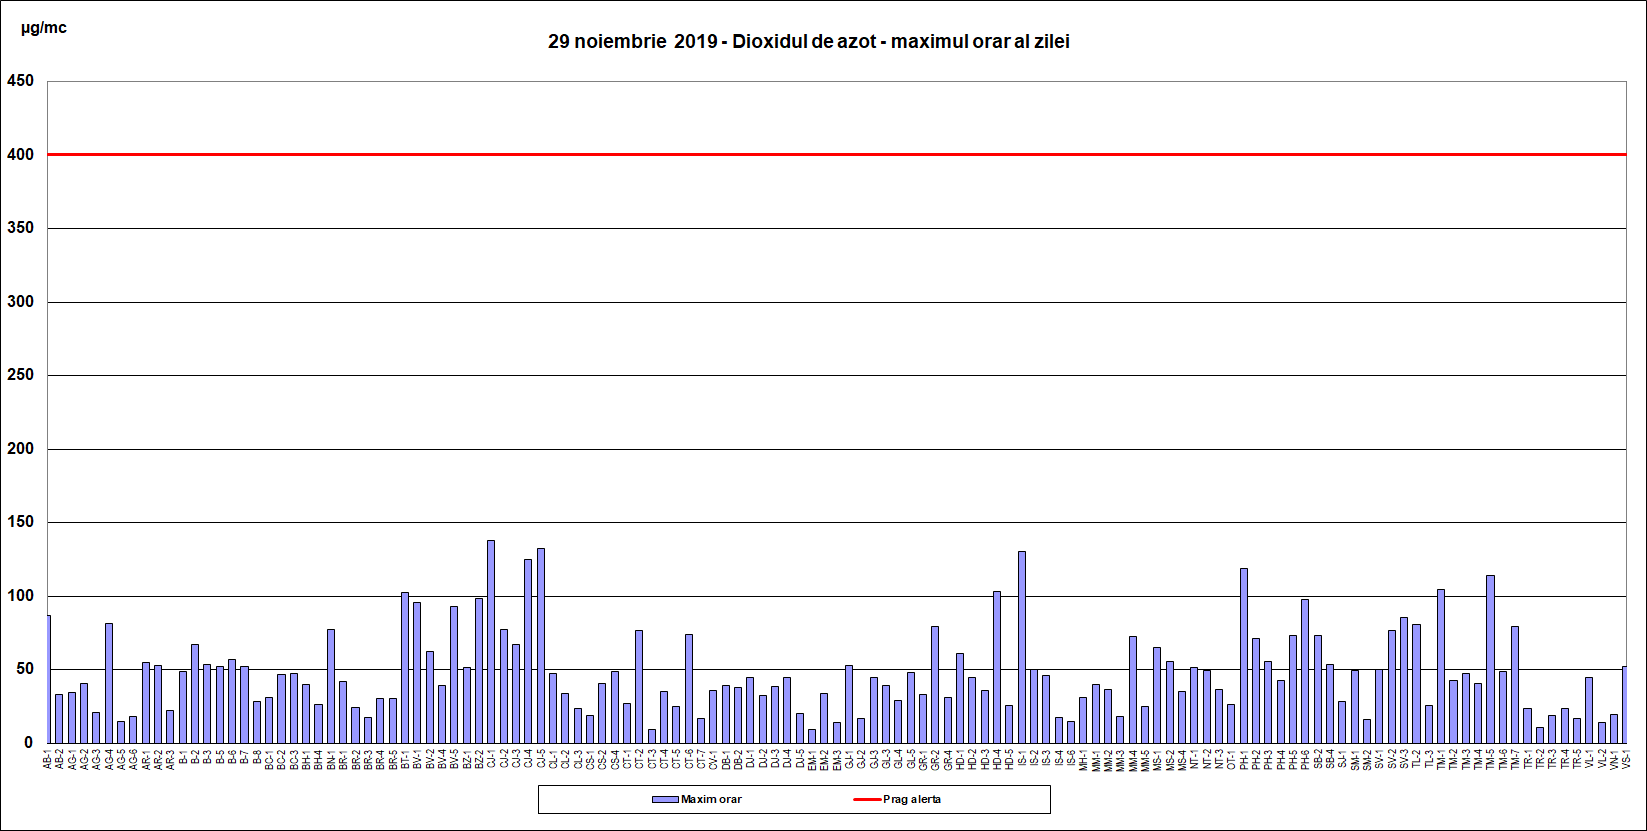 µg/mc
29 noiembrie 2019 - Dioxidul de azot - maximul orar al zilei
450
400
350
300
250
200
150
100
50
0
AB-1
AB-2
AG-1
AG-2
AG-3
AG-4
AG-5
AG-6
AR-1
AR-2
AR-3
B-1
B-2
B-3
B-5
B-6
B-7
B-8
BC-1
BC-2
BC-3
BH-1
BH-4
BN-1
BR-1
BR-2
BR-3
BR-4
BR-5
BT-1
BV-1
BV-2
BV-4
BV-5
BZ-1
BZ-2
CJ-1
CJ-2
CJ-3
CJ-4
CJ-5
CL-1
CL-2
CL-3
CS-1
CS-2
CS-4
CT-1
CT-2
CT-3
CT-4
CT-5
CT-6
CT-7
CV-1
DB-1
DB-2
DJ-1
DJ-2
DJ-3
DJ-4
DJ-5
EM-1
EM-2
EM-3
GJ-1
GJ-2
GJ-3
GL-3
GL-4
GL-5
GR-1
GR-2
GR-4
HD-1
HD-2
HD-3
HD-4
HD-5
IS-1
IS-2
IS-3
IS-4
IS-6
MH-1
MM-1
MM-2
MM-3
MM-4
MM-5
MS-1
MS-2
MS-4
NT-1
NT-2
NT-3
OT-1
PH-1
PH-2
PH-3
PH-4
PH-5
PH-6
SB-2
SB-4
SJ-1
SM-1
SM-2
SV-1
SV-2
SV-3
TL-2
TL-3
TM-1
TM-2
TM-3
TM-4
TM-5
TM-6
TM-7
TR-1
TR-2
TR-3
TR-4
TR-5
VL-1
VL-2
VN-1
VS-1
Maxim orar
Prag alerta